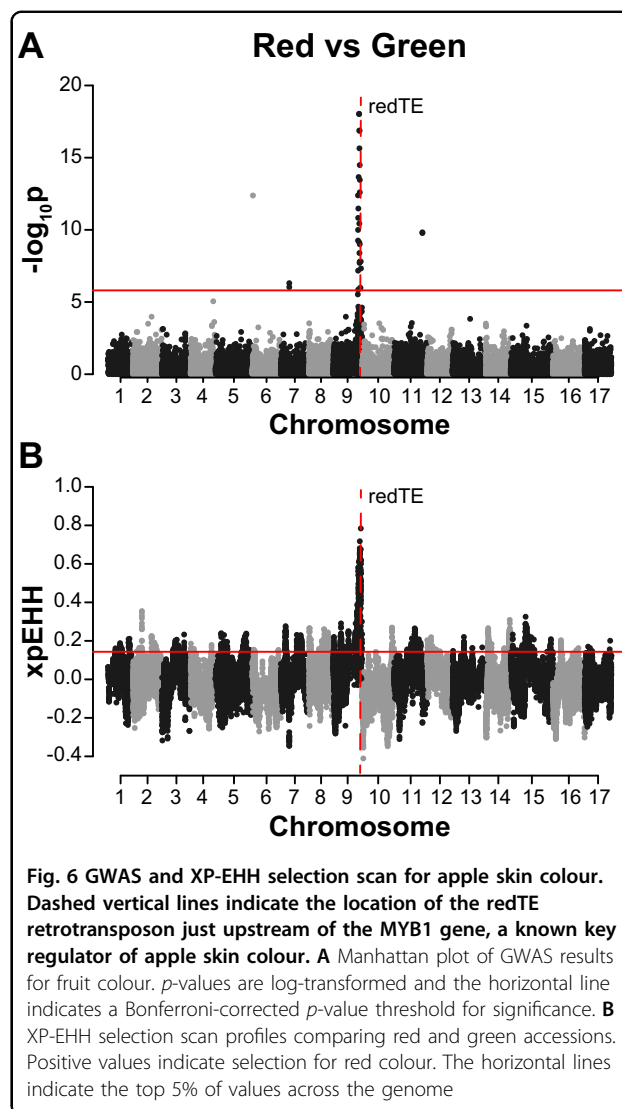 A
Red vs Green
20
15
10
5
0
-log10p
redTE
1 2 3 4 5 6 7 8 9 10 11 12 13 14 15 16 17
Chromosome
B
1.0
0.8
0.6
0.4
0.2
0.0
-0.2
-0.4
xpEHH
redTE
1 2 3 4 5 6 7 8 9 10 11 12 13 14 15 16 17
Chromosome
Fig. 6 GWAS and XP-EHH selection scan for apple skin colour.
Dashed vertical lines indicate the location of the redTE
retrotransposon just upstream of the MYB1 gene, a known key
regulator of apple skin colour. A Manhattan plot of GWAS results
for fruit colour. p-values are log-transformed and the horizontal line
indicates a Bonferroni-corrected p-value threshold for significance. B
XP-EHH selection scan profiles comparing red and green accessions.
Positive values indicate selection for red colour. The horizontal lines
indicate the top 5% of values across the genome